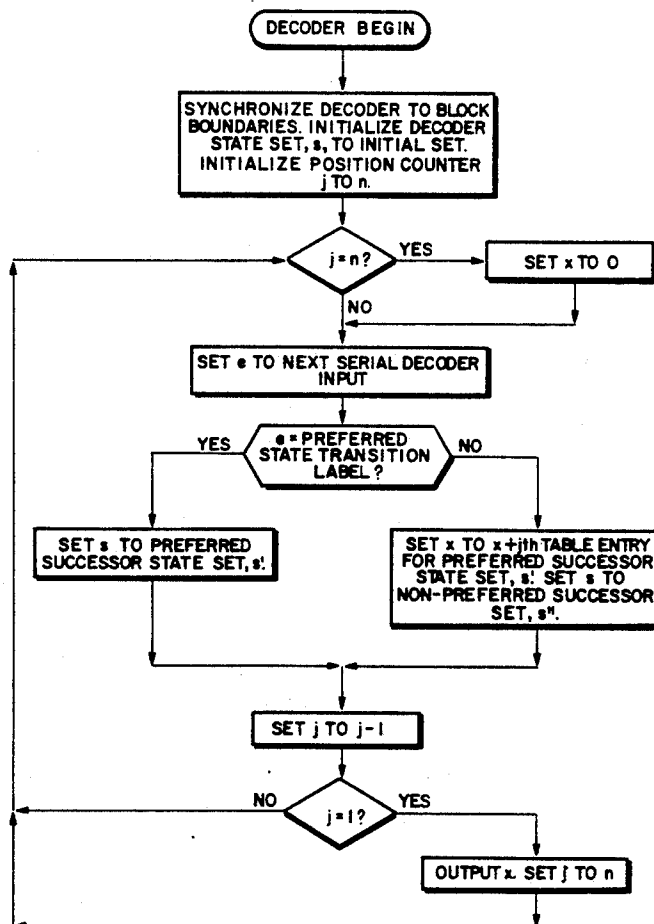 DECODER BEGIN
SYNCHRONIZE DECODER TO BLOCK
BOUNDARIES. INITIALIZE DECODER
STATE SET, s, TO INITIAL SET.
INITIALIZE POSITION COUNTER
j TO n.
j=n?
YES
SET x TO 0
NO
SET e TO NEXT SERIAL DECODER
INPUT
YES
e = PREFERRED
STATE TRANSITION
LABEL ?
NO
SET s TO PREFERRED
SUCCESSOR STATE SET, s'.
SET x TO x+jth TABLE ENTRY
FOR PREFERRED SUCCESSOR
STATE SET, s'. SET s TO
NON-PREFERRED SUCCESSOR
SET, s".
SET j TO j-1
NO
j=1?
YES
OUTPUT x. SET j TO n